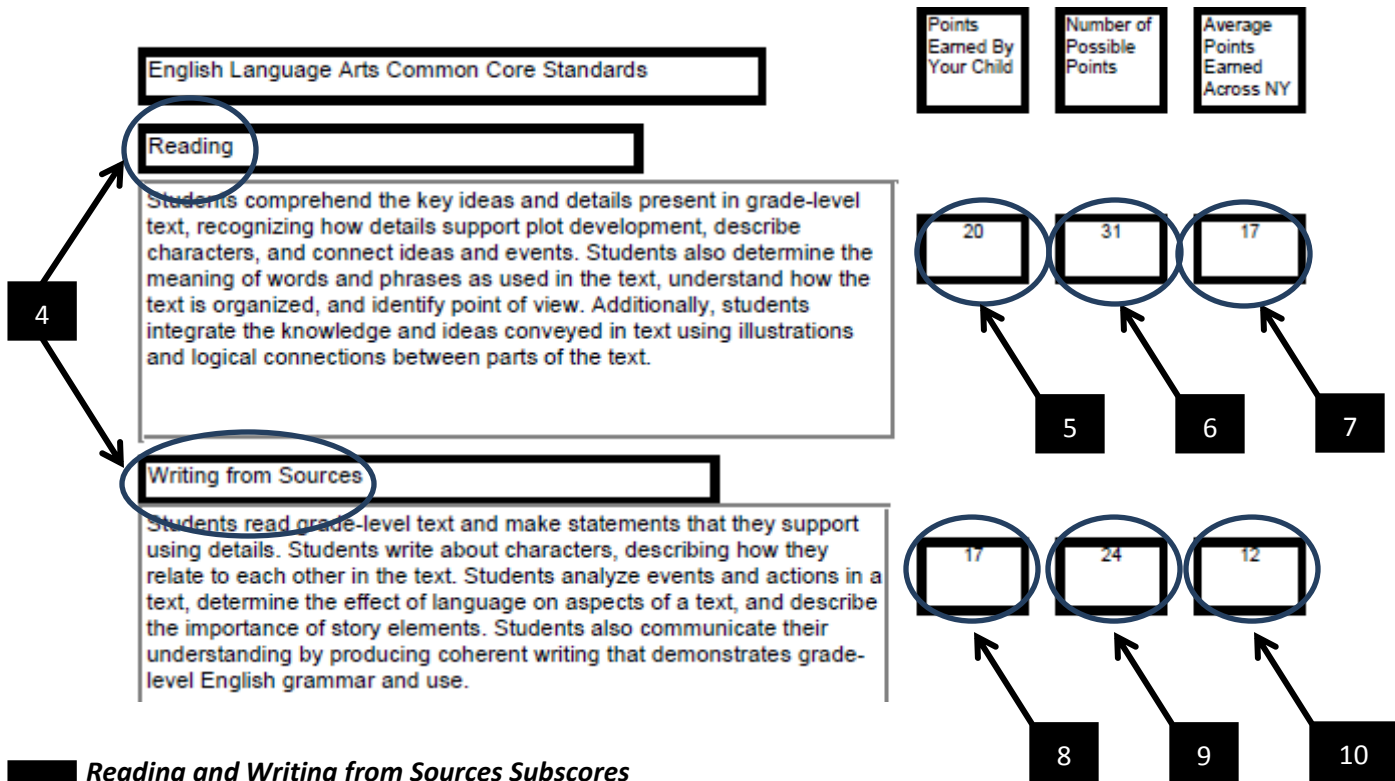 Points
Earned By
Your Child
Number of
Possible
Points
Average
Points
Earned
Across NY
English Language Arts Common Core Standards
Reading
Students comprehend the key ideas and details present in grade-level
text, recognizing how details support plot development, describe
characters, and connect ideas and events. Students also determine the
meaning of words and phrases as used in the text, understand how the
text is organized, and identify point of view. Additionally, students
integrate the knowledge and ideas conveyed in text using illustrations
and logical connections between parts of the text.
20 31 17
4
5 6 7
Writing from Sources
Students read grade-level text and make statements that they support
using details. Students write about characters, describing how they
relate to each other in the text. Students analyze events and actions in a
text, determine the effect of language on aspects of a text, and describe
the importance of story elements. Students also communicate their
understanding by producing coherent writing that demonstrates grade-
level English grammar and use.
17 24 12
8 9 10
Reading and Writing from Sources Subscores